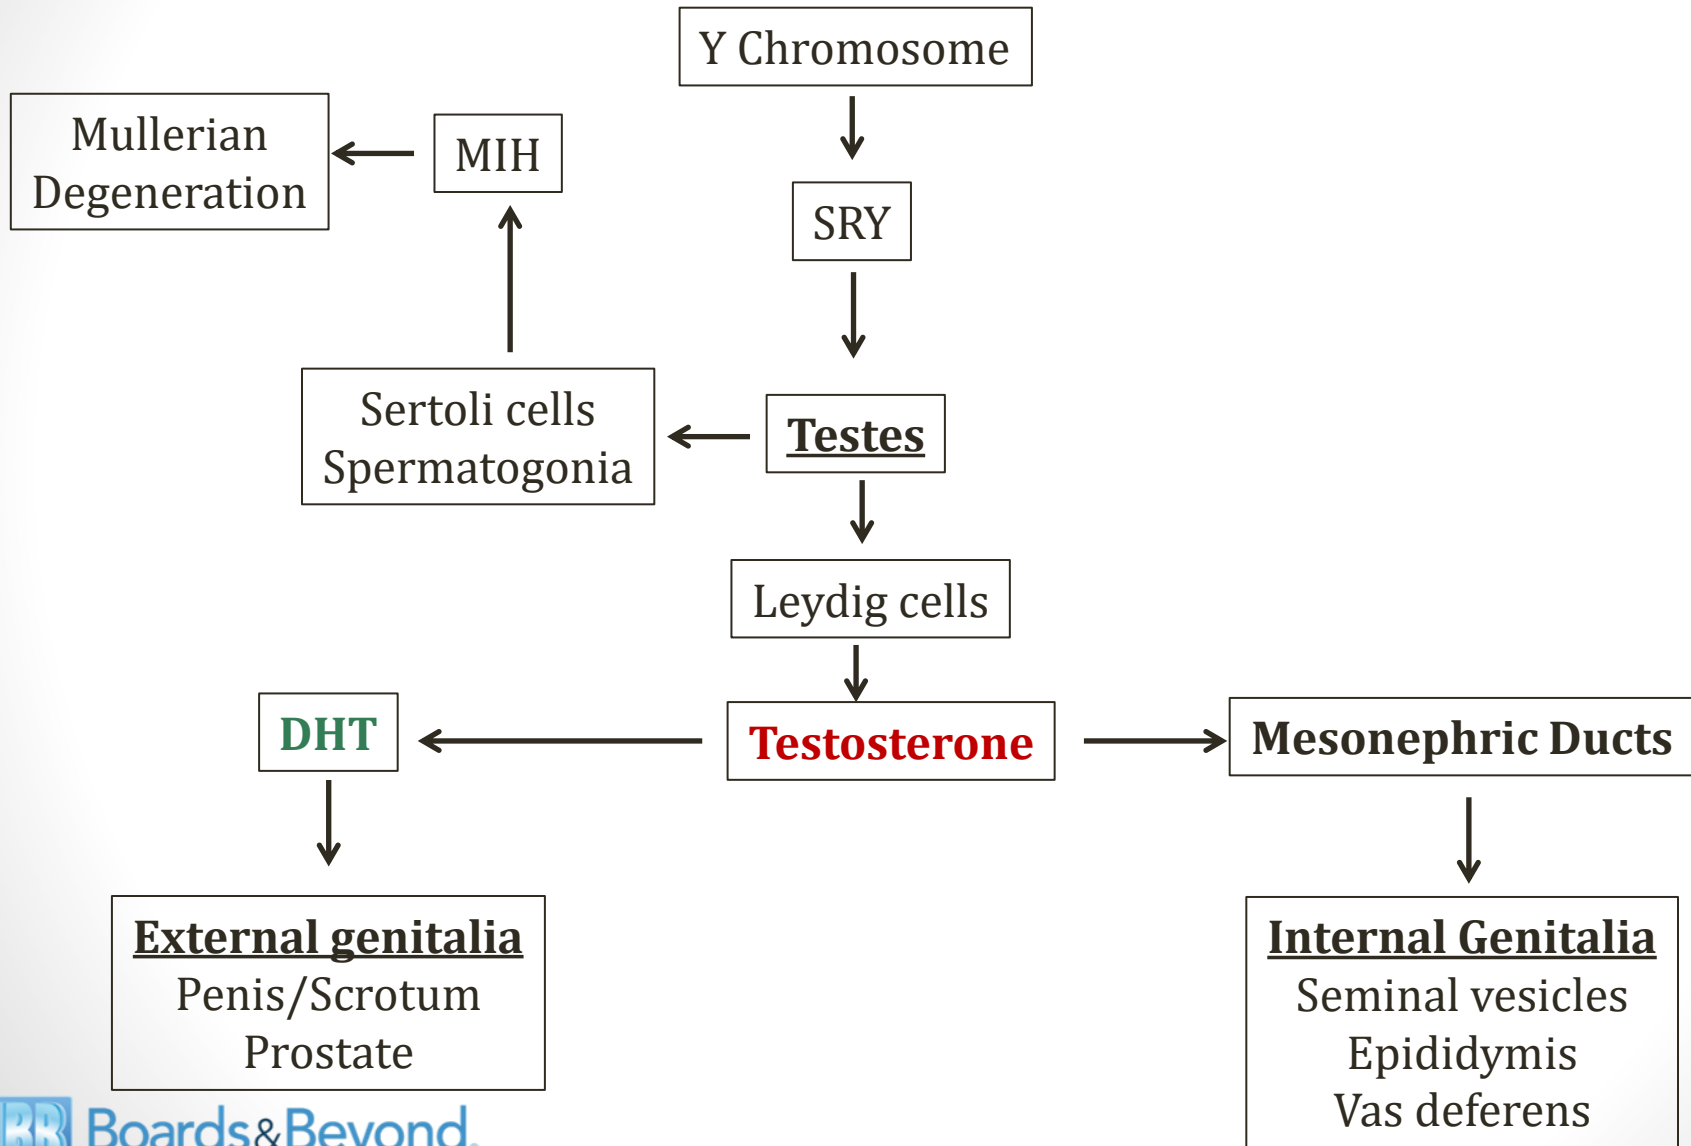 Y Chromosome
Mullerian
Degeneration
MIH
SRY
Sertoli cells
Spermatogonia
Testes
Leydig cells
DHT
Testosterone
Mesonephric Ducts
External genitalia
Penis/Scrotum
Prostate
Internal Genitalia
Seminal vesicles
Epididymis
Vas deferens
BB Boards&Beyond.